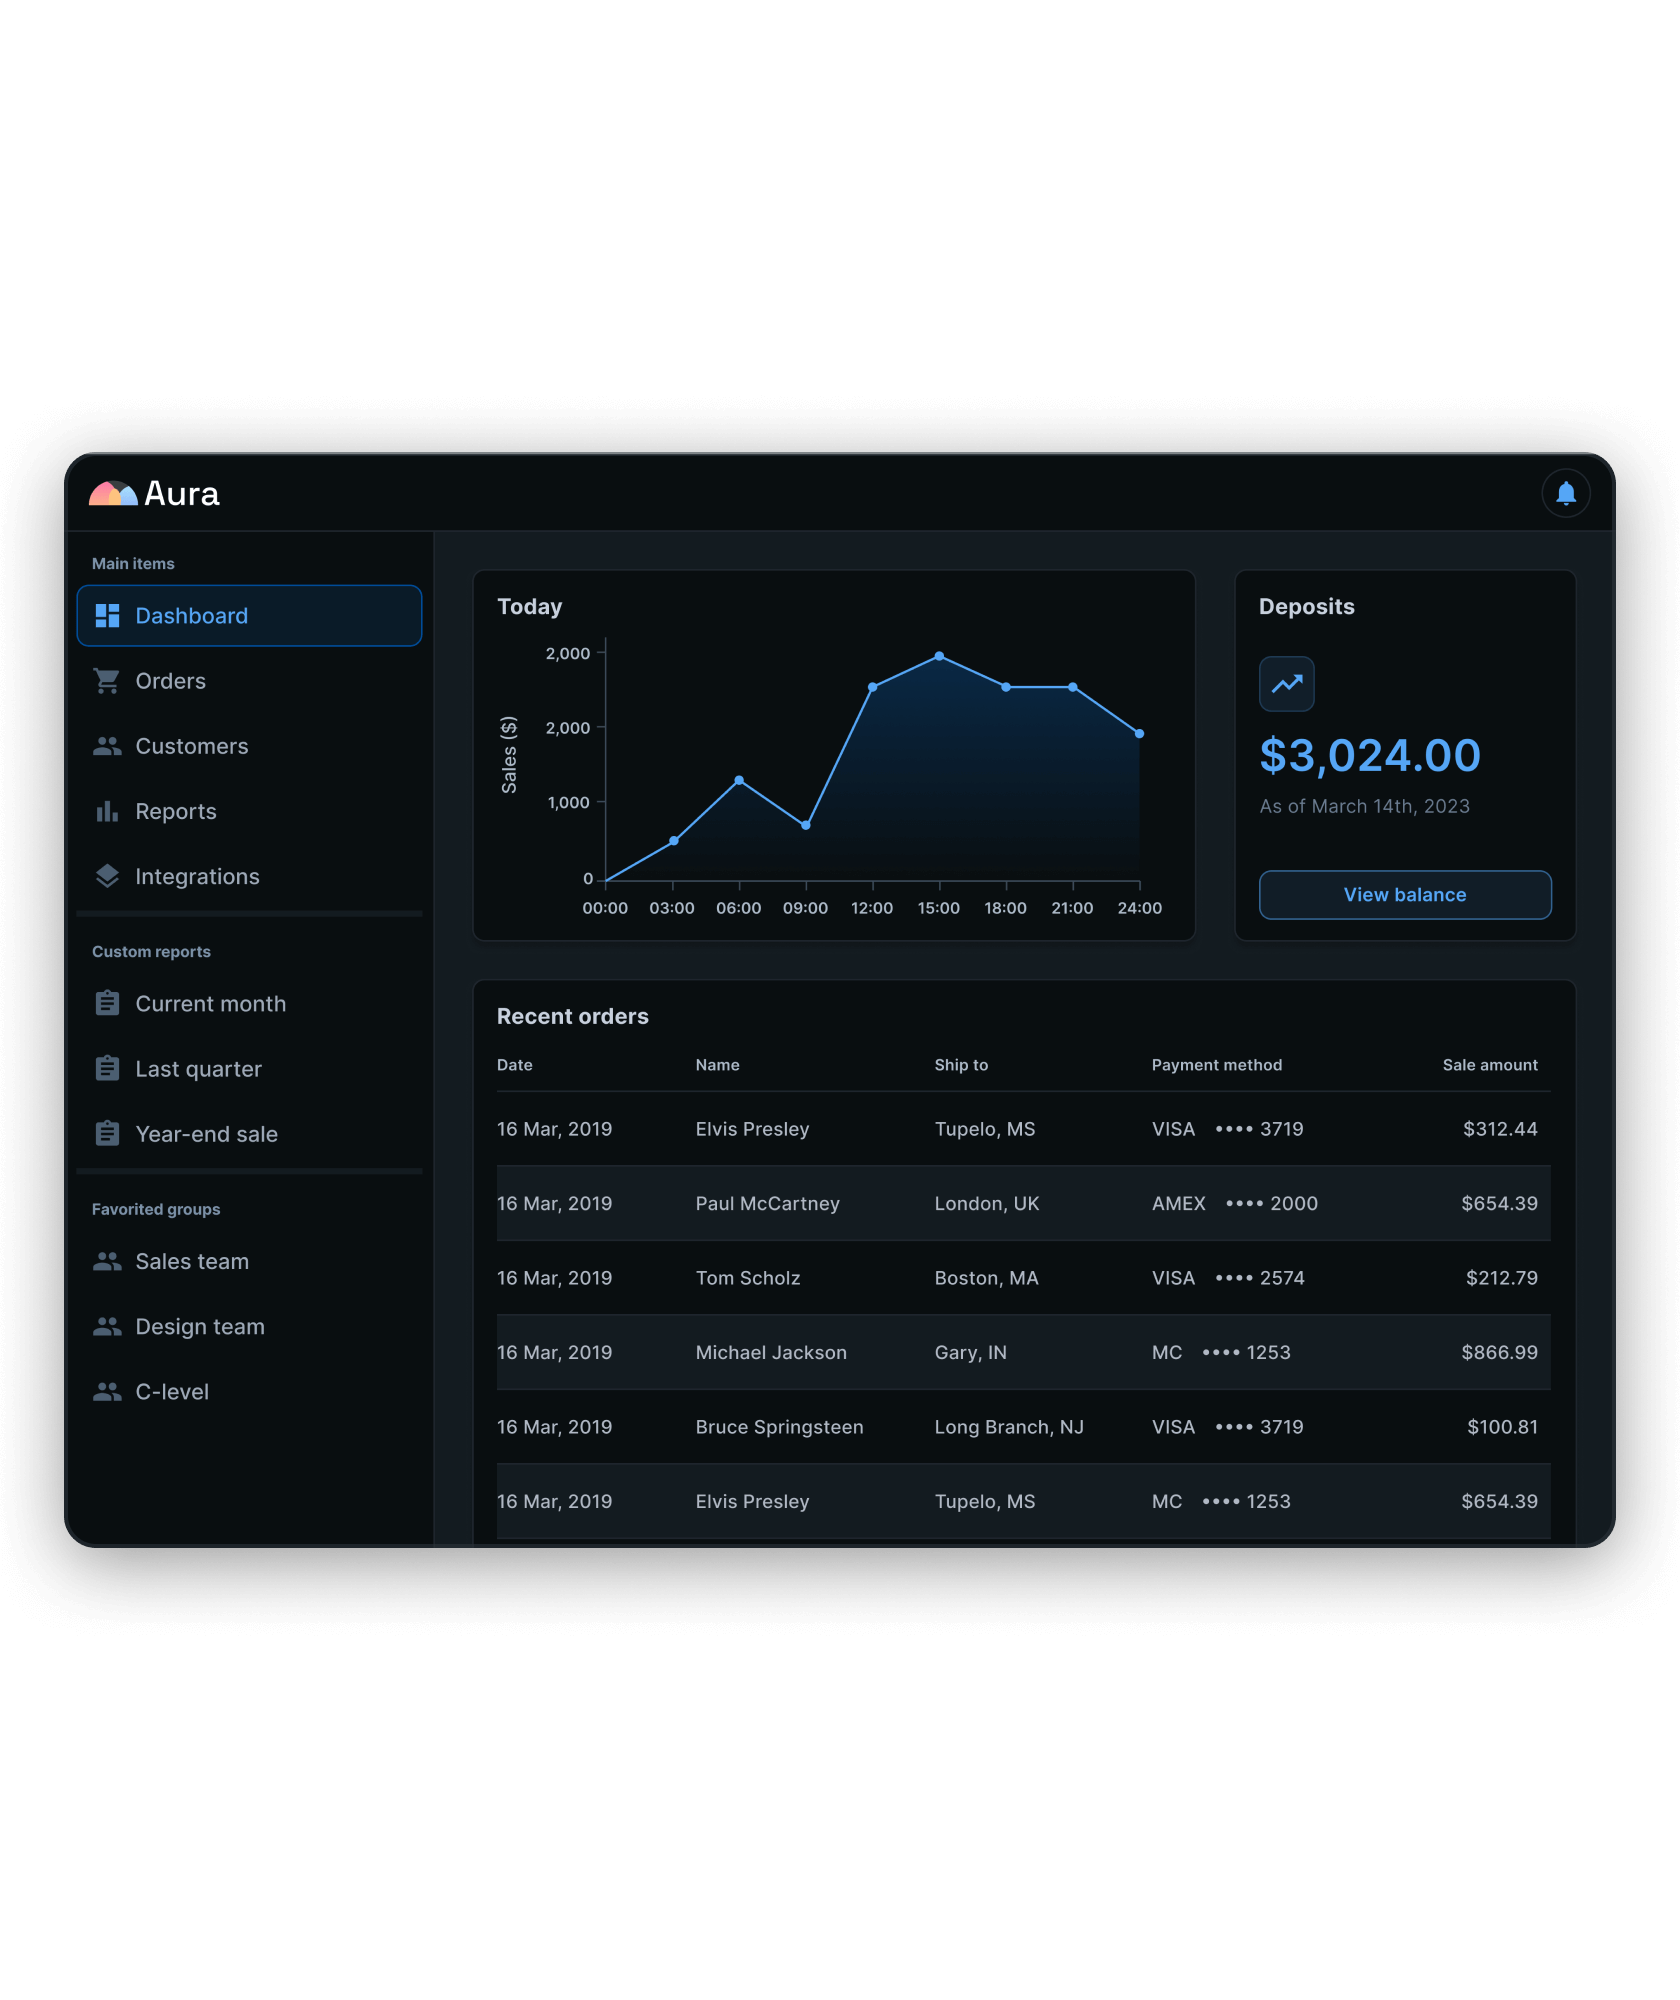 Aura
Main items
Dashboard
Orders
Customers
Reports
Integrations
Custom reports
Current month
Last quarter
Year-end sale
Favorited groups
Sales team
Design team
C-level
Today
Sales ($)
2,000
2,000
1,000
0
00:00 03:00 06:00 09:00 12:00 15:00 18:00 21:00 24:00
Deposits
$3,024.00
As of March 14th, 2023
View balance
Recent orders
Date Name Ship to Payment method Sale amount
16 Mar, 2019 Elvis Presley Tupelo, MS VISA •••• 3719 $312.44
16 Mar, 2019 Paul McCartney London, UK AMEX •••• 2000 $654.39
16 Mar, 2019 Tom Scholz Boston, MA VISA •••• 2574 $212.79
16 Mar, 2019 Michael Jackson Gary, IN MC •••• 1253 $866.99
16 Mar, 2019 Bruce Springsteen Long Branch, NJ VISA •••• 3719 $100.81
16 Mar, 2019 Elvis Presley Tupelo, MS MC •••• 1253 $654.39